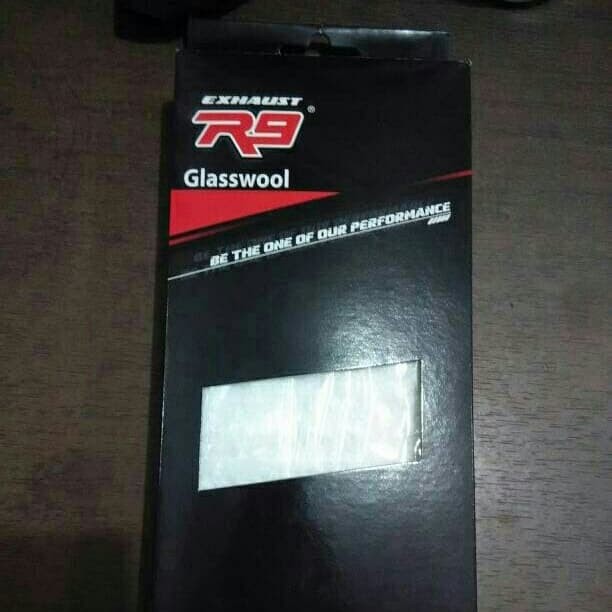 EXHAUST
R9®
Glasswool
BE THE ONE OF OUR PERFORMANCE